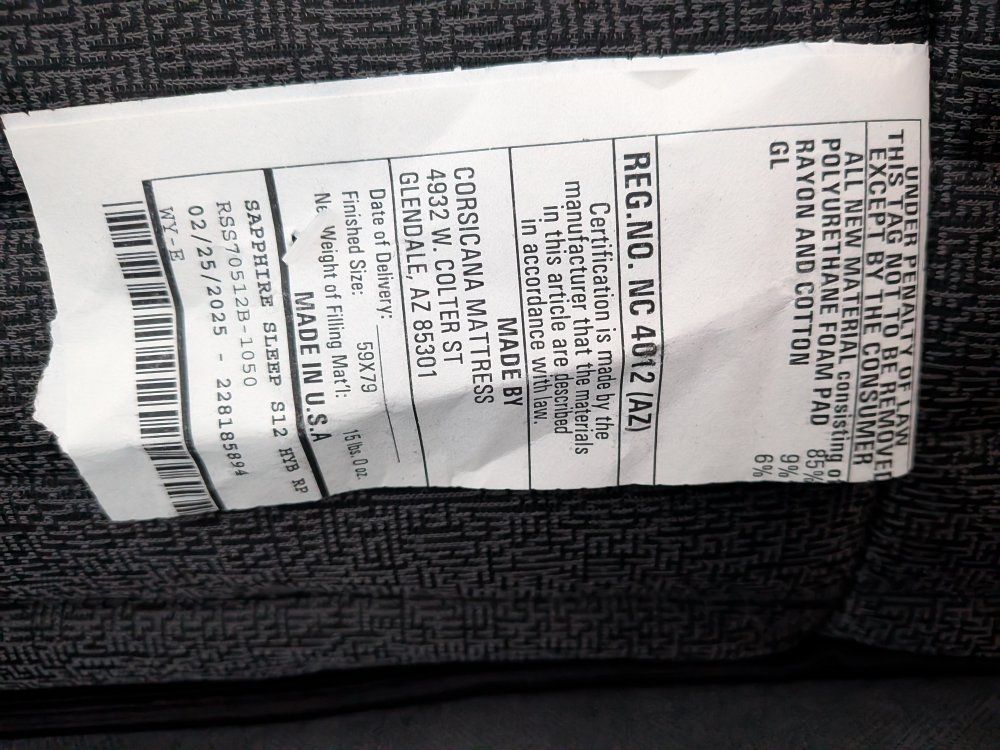 UNDER PENALTY OF LAW
THIS TAG NOT TO BE REMOVED
EXCEPT BY THE CONSUMER
ALL NEW MATERIAL consisting of
POLYURETHANE FOAM PAD 85%
RAYON AND COTTON 9%
GL 6%
REG.NO. NC 4012 (AZ)
Certification is made by the
manufacturer that the materials
in this article are described
in accordance with law.
MADE BY
CORSICANA MATTRESS
4932 W. COLTER ST
GLENDALE, AZ 85301
Date of Delivery:
Finished Size: 59X79
Weight of Filling Mat'l: 15 lbs. 0 oz.
MADE IN U.S.A
SAPPHIRE SLEEP S12 HYB RP
RSS70512B-1050
02/25/2025 - 228185894
WY-E